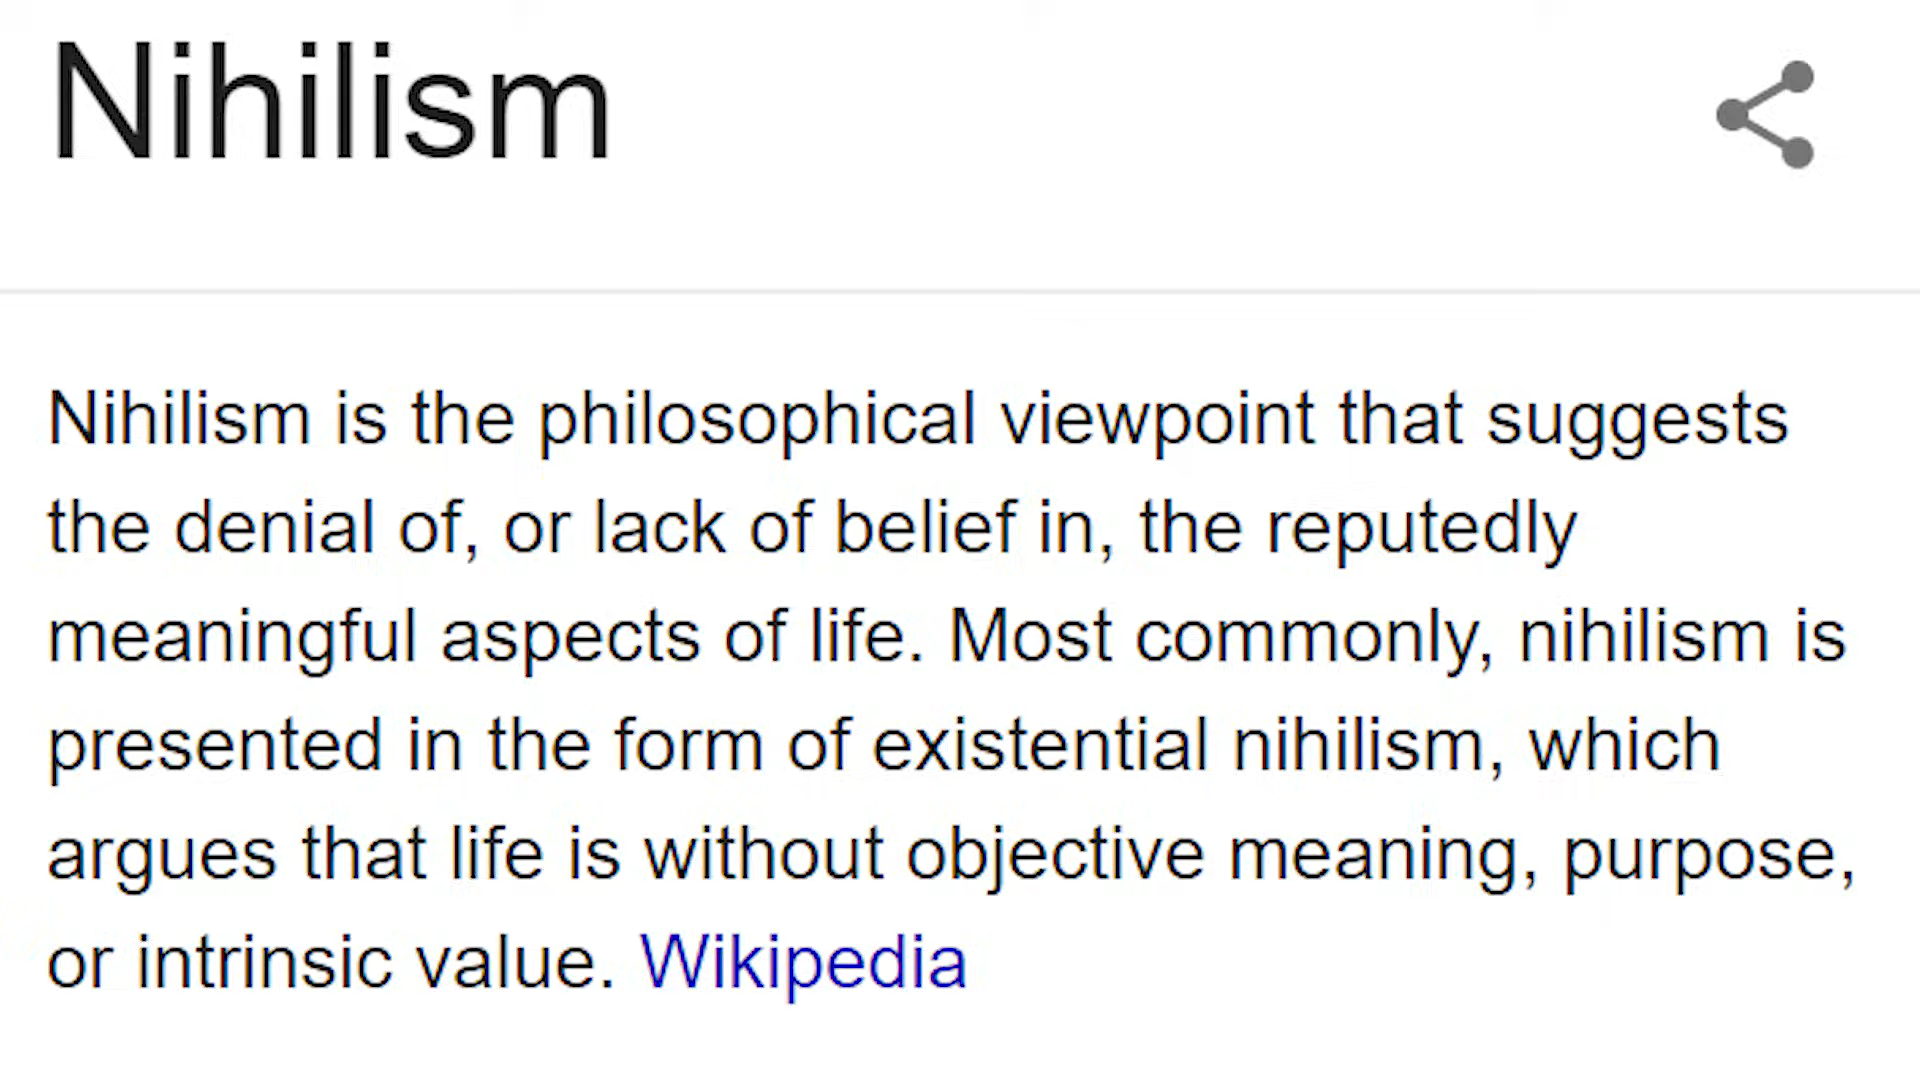 Nihilism
Nihilism is the philosophical viewpoint that suggests
the denial of, or lack of belief in, the reputedly
meaningful aspects of life. Most commonly, nihilism is
presented in the form of existential nihilism, which
argues that life is without objective meaning, purpose,
or intrinsic value. Wikipedia